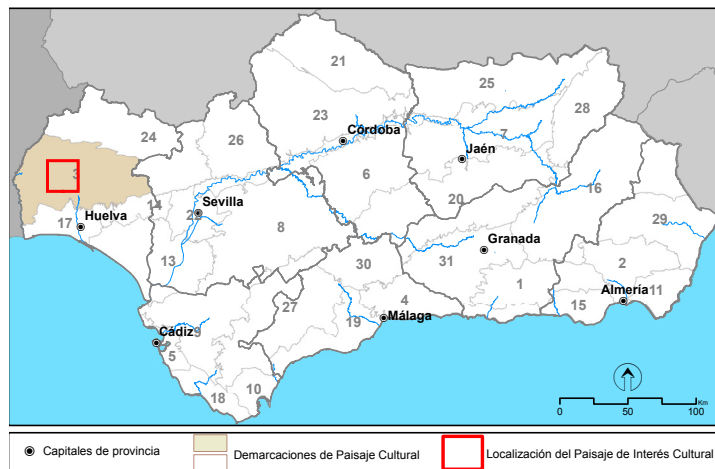 21
25
23
28
24
26
Córdoba
7
Jaén
3
6
16
14
Sevilla
20
17
Huelva
8
29
Granada
13
30
31
2
27
4
1
Almería
11
15
19
Málaga
Cádiz
9
5
10
18
0 50 100
Km
Capitales de provincia
Demarcaciones de Paisaje Cultural
Localización del Paisaje de Interés Cultural